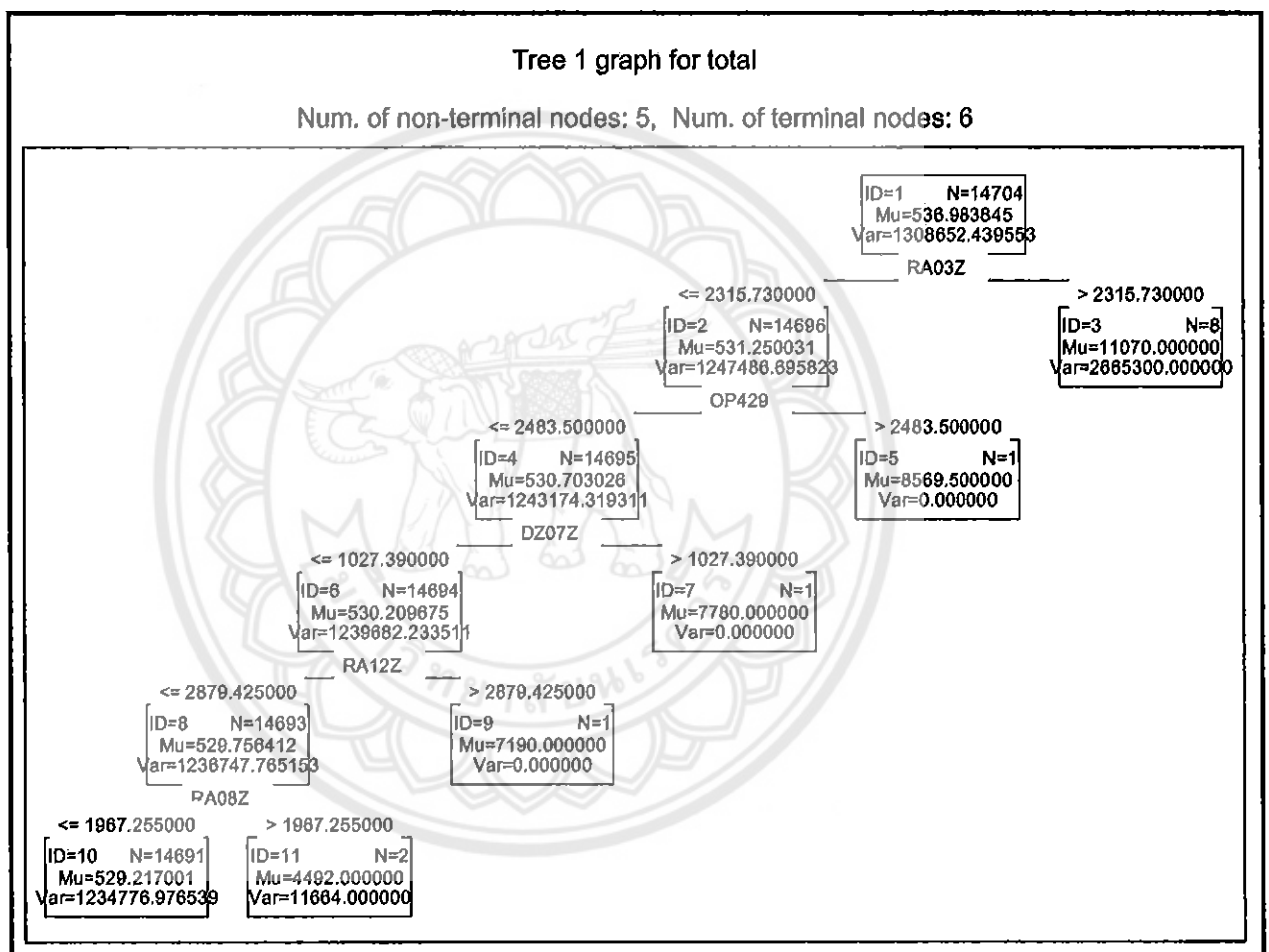 Tree 1 graph for total
Num. of non-terminal nodes: 5, Num. of terminal nodes: 6
ID=1 N=14704
Mu=536.983845
Var=1308652.439553
RA03Z
<= 2315.730000 > 2315.730000
ID=2 N=14696 ID=3 N=8
Mu=531.250031 Mu=11070.000000
Var=1247486.695823 Var=2665300.000000
OP429
<= 2483.500000 > 2483.500000
ID=4 N=14695 ID=5 N=1
Mu=530.703026 Mu=8569.500000
Var=1243174.319311 Var=0.000000
DZ07Z
<= 1027.390000 > 1027.390000
ID=6 N=14694 ID=7 N=1
Mu=530.209675 Mu=7780.000000
Var=1239682.233511 Var=0.000000
RA12Z
<= 2879.425000 > 2879.425000
ID=8 N=14693 ID=9 N=1
Mu=529.756412 Mu=7190.000000
Var=1236747.765153 Var=0.000000
RA08Z
<= 1967.255000 > 1967.255000
ID=10 N=14691 ID=11 N=2
Mu=529.217001 Mu=4492.000000
Var=1234776.976539 Var=11664.000000